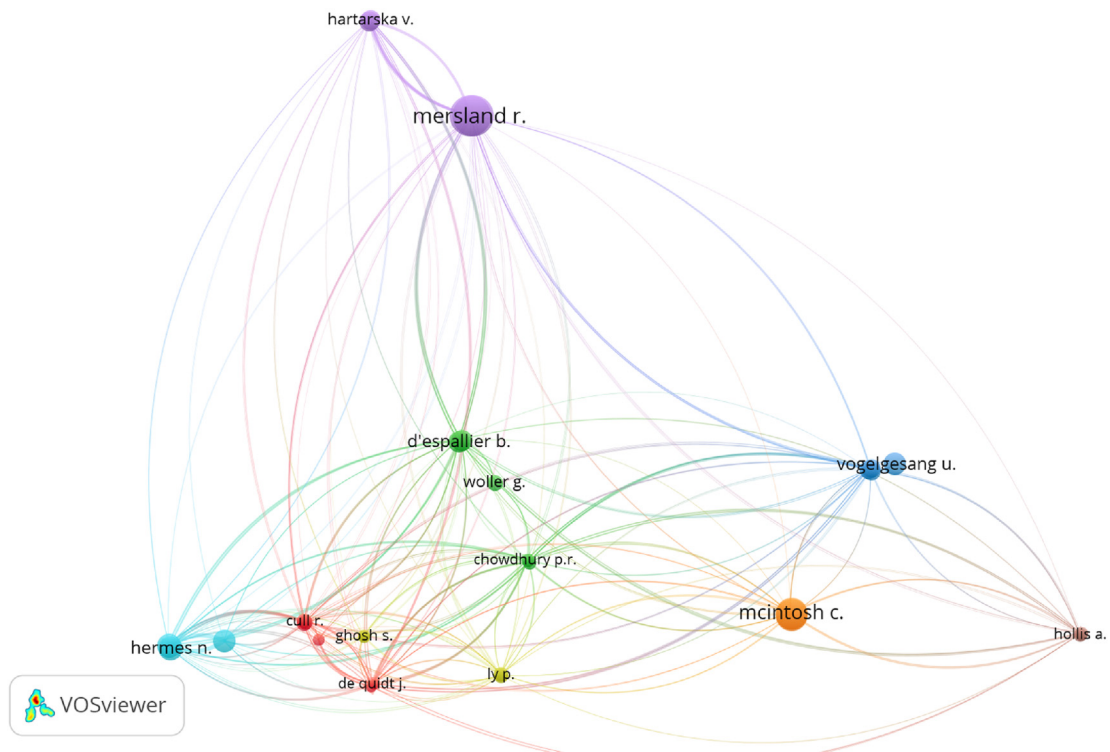 hartarska v.
mersland r.
d'espallier b.
vogelgesang u.
woller g.
chowdhury p.r.
mcintosh c.
cull r.
ghosh s.
hollis a.
hermes n.
ly p.
de quidt j.
VOSviewer